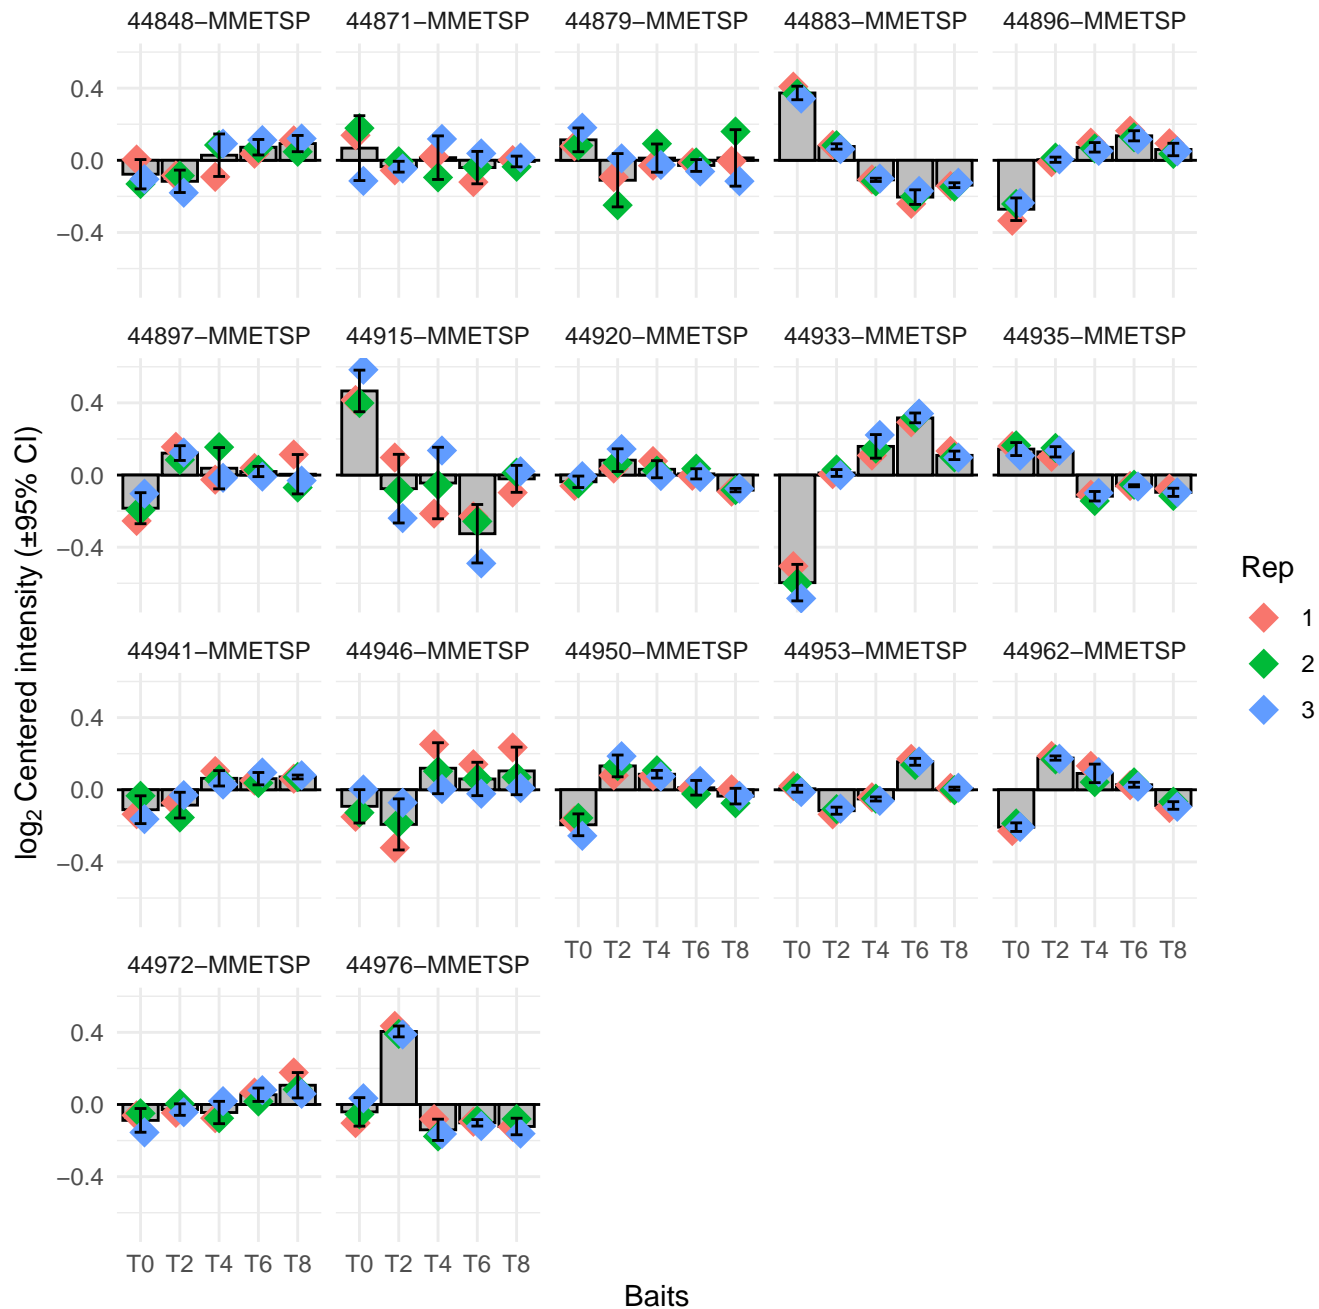 44848−MMETSP 44871−MMETSP 44879−MMETSP 44883−MMETSP 44896−MMETSP
0.4
0.0
−0.4
44897−MMETSP 44915−MMETSP 44920−MMETSP 44933−MMETSP 44935−MMETSP
0.4
0.0
−0.4
44941−MMETSP 44946−MMETSP 44950−MMETSP 44953−MMETSP 44962−MMETSP
0.4
0.0
−0.4
T0 T2 T4 T6 T8 T0 T2 T4 T6 T8 T0 T2 T4 T6 T8
44972−MMETSP 44976−MMETSP
0.4
0.0
−0.4
T0 T2 T4 T6 T8 T0 T2 T4 T6 T8
Baits
log2 Centered intensity (±95% CI)
Rep
1
2
3